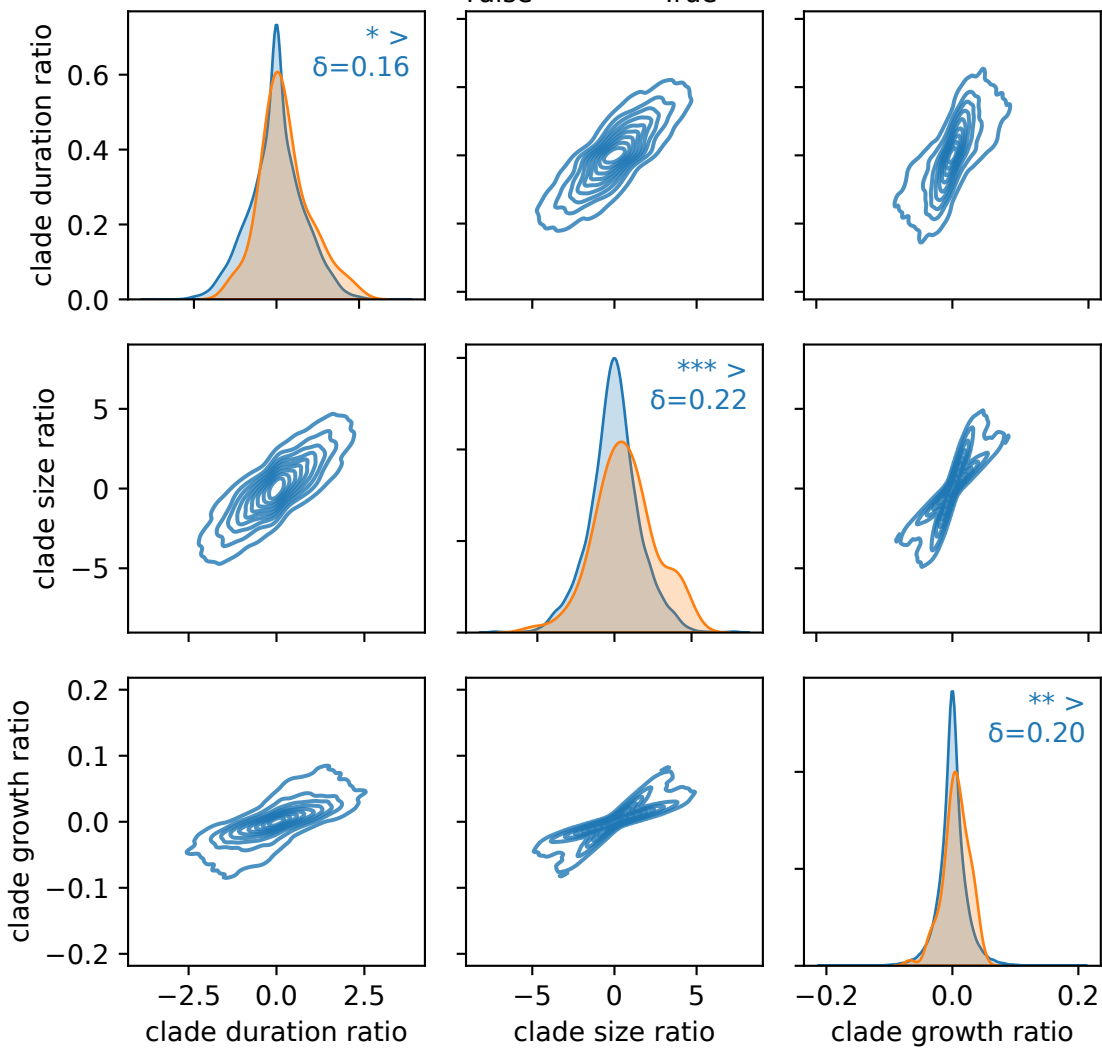 clade duration ratio
0.6
0.4
0.2
0.0
* >
δ=0.16
clade size ratio
5
0
−5
*** >
δ=0.22
clade growth ratio
0.2
0.1
0.0
−0.1
−0.2
** >
δ=0.20
−2.5 0.0 2.5
−5 0 5
−0.2 0.0 0.2
clade duration ratio
clade size ratio
clade growth ratio